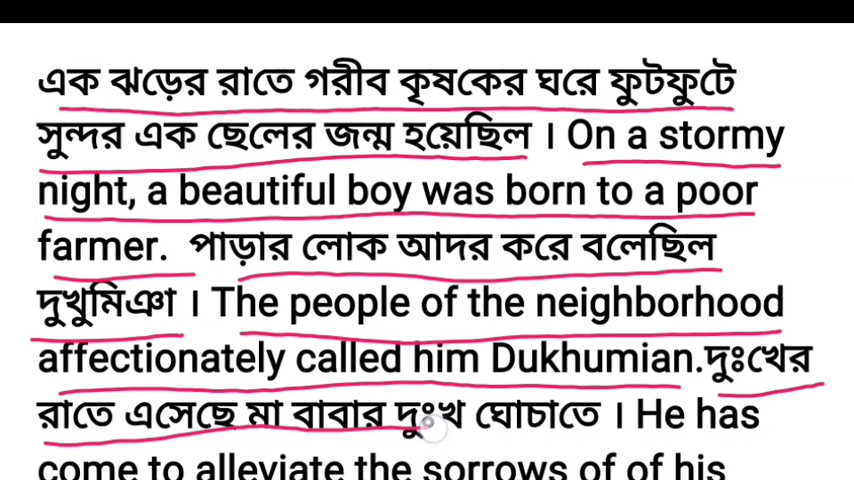 এক ঝড়ের রাতে গরীব কৃষকের ঘরে ফুটফুটে
সুন্দর এক ছেলের জন্ম হয়েছিল । On a stormy
night, a beautiful boy was born to a poor
farmer. পাড়ার লোক আদর করে বলেছিল
দুখুমিঞা । The people of the neighborhood
affectionately called him Dukhumian.দুঃখের
রাতে এসেছে মা বাবার দুঃখ ঘোচাতে । He has
come to alleviate the sorrows of of his